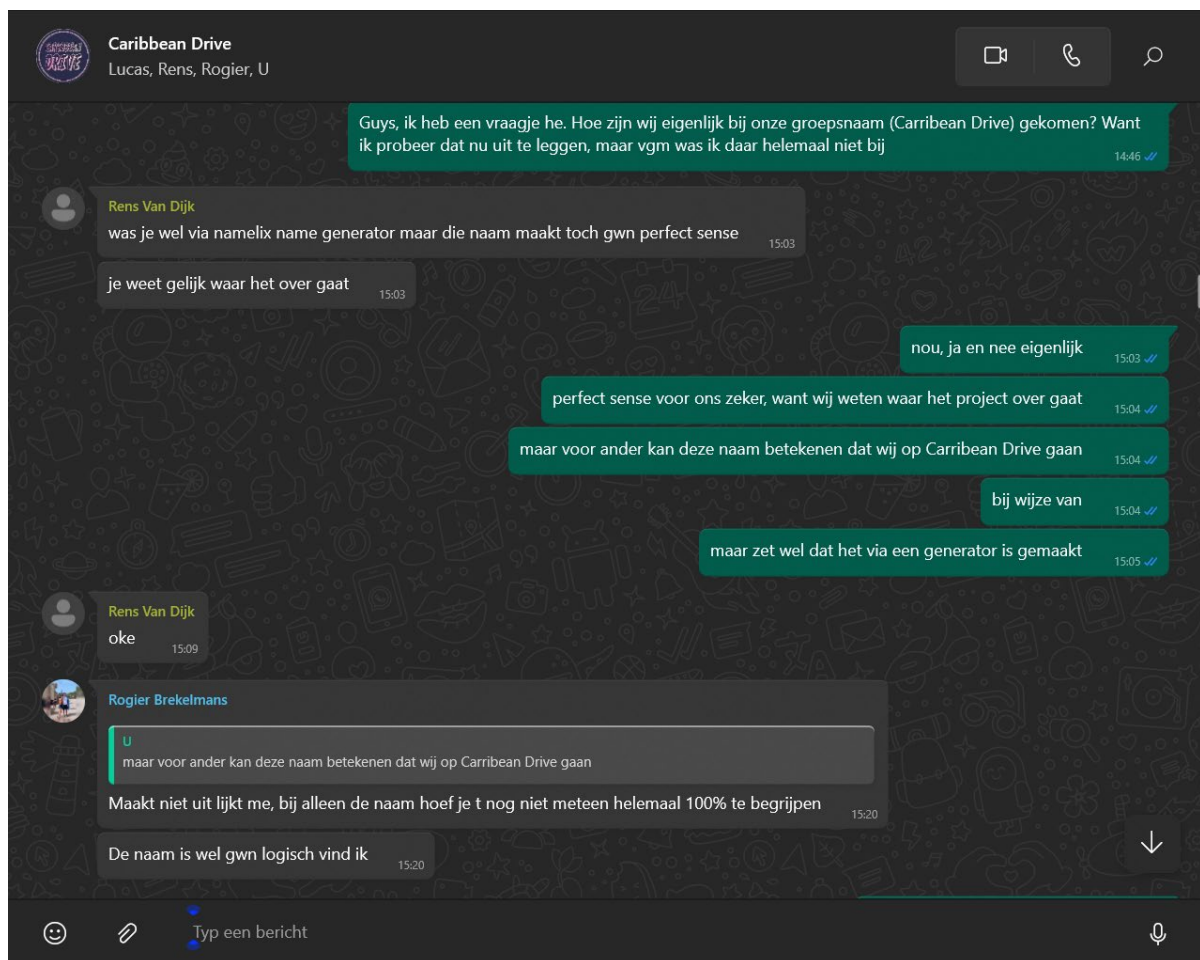 CARIBBEAN
DRIVE
Caribbean Drive
Lucas, Rens, Rogier, U
Guys, ik heb een vraagje he. Hoe zijn wij eigenlijk bij onze groepsnaam (Carribean Drive) gekomen? Want
ik probeer dat nu uit te leggen, maar vgm was ik daar helemaal niet bij
14:46
Rens Van Dijk
was je wel via namelix name generator maar die naam maakt toch gwn perfect sense
15:03
je weet gelijk waar het over gaat
15:03
nou, ja en nee eigenlijk
15:03
perfect sense voor ons zeker, want wij weten waar het project over gaat
15:04
maar voor ander kan deze naam betekenen dat wij op Carribean Drive gaan
15:04
bij wijze van
15:04
maar zet wel dat het via een generator is gemaakt
15:05
Rens Van Dijk
oke
15:09
Rogier Brekelmans
U
maar voor ander kan deze naam betekenen dat wij op Carribean Drive gaan
Maakt niet uit lijkt me, bij alleen de naam hoef je t nog niet meteen helemaal 100% te begrijpen
15:20
De naam is wel gwn logisch vind ik
15:20
Typ een bericht